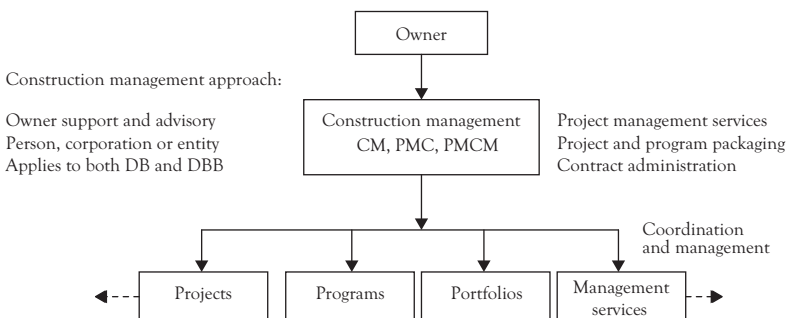 Owner
Construction management approach:
Owner support and advisory
Person, corporation or entity
Applies to both DB and DBB
Construction management
CM, PMC, PMCM
Project management services
Project and program packaging
Contract administration
Coordination
and management
Projects
Programs
Portfolios
Management
services